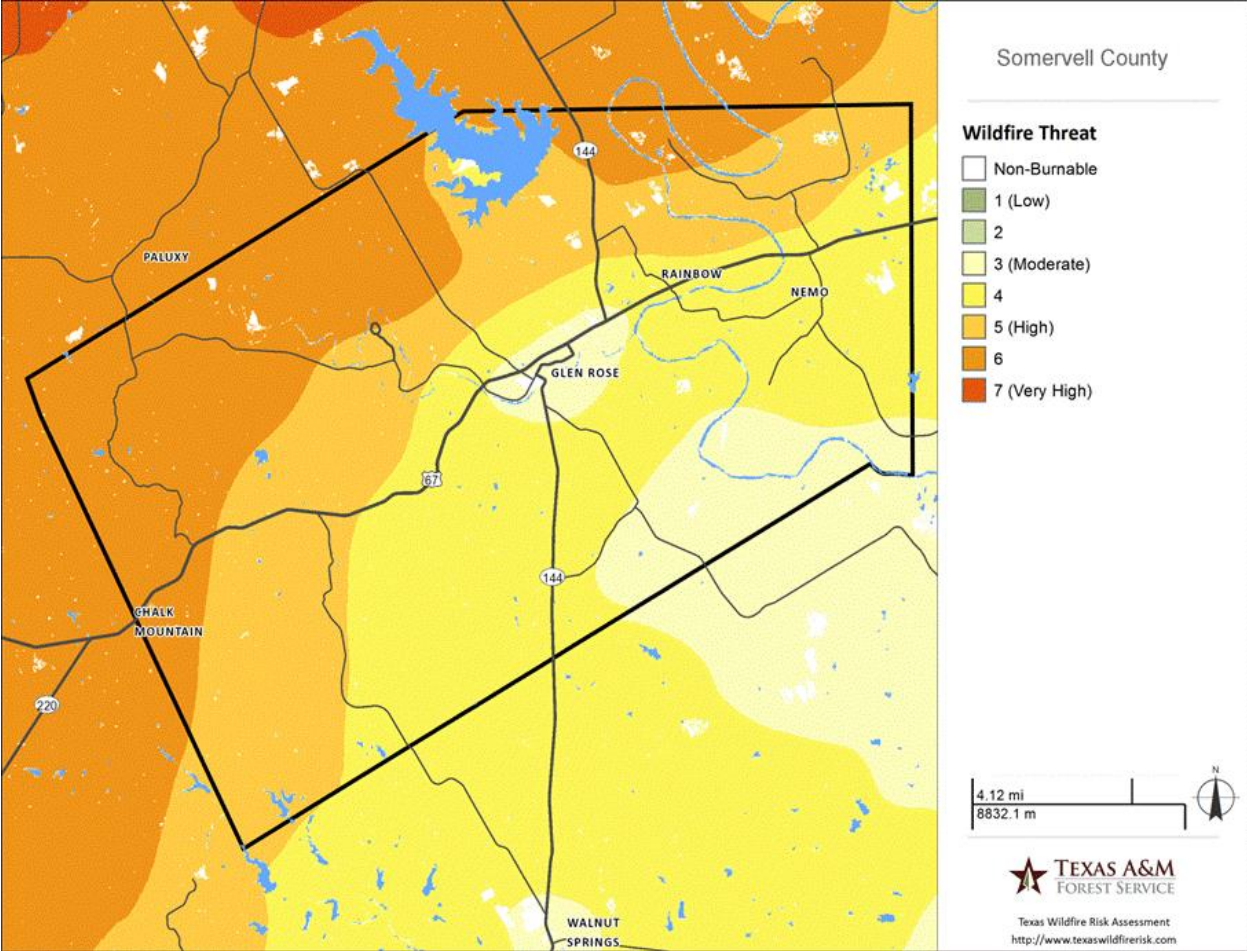 Somervell County
Wildfire Threat
Non-Burnable
1 (Low)
2
3 (Moderate)
4
5 (High)
6
7 (Very High)
144
PALUXY
RAINBOW
NEMO
GLEN ROSE
67
144
CHALK
MOUNTAIN
220
WALNUT
SPRINGS
N
4.12 mi
8832.1 m
TEXAS A&M
FOREST SERVICE
Texas Wildfire Risk Assessment
http://www.texaswildfirerisk.com